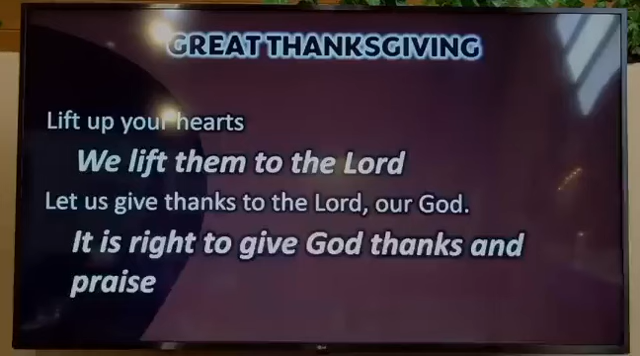 GREAT THANKSGIVING
Lift up your hearts
We lift them to the Lord
Let us give thanks to the Lord, our God.
It is right to give God thanks and
praise